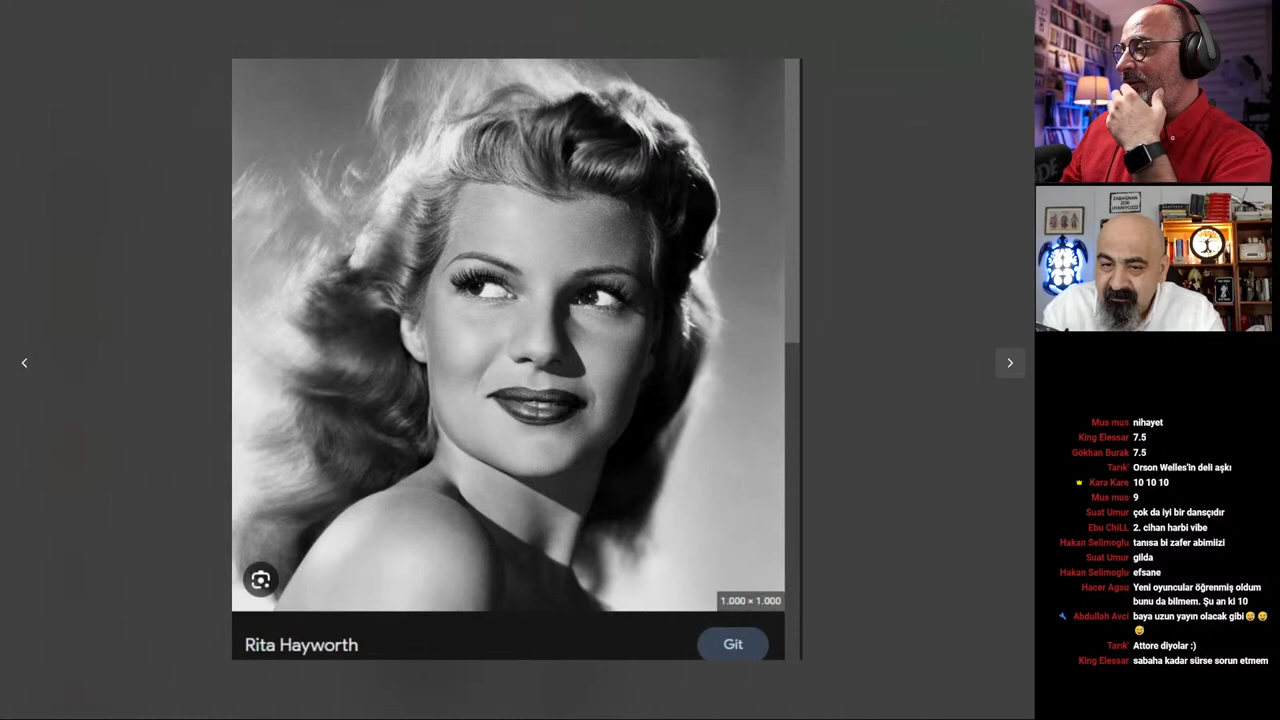 1.000 × 1.000
Rita Hayworth
Git
Mus mus nihayet
King Elessar 7.5
Gökhan Burak 7.5
Tarık' Orson Welles'in deli aşkı
Kara Kare 10 10 10
Mus mus 9
Suat Umur çok da iyi bir dansçıdır
Ebu ChiLL 2. cihan harbi vibe
Hakan Selimoglu tanısa bi zafer abimiizi
Suat Umur gilda
Hakan Selimoglu efsane
Hacer Agsu Yeni oyuncular öğrenmiş oldum
bunu da bilmem. Şu an ki 10
Abdullah Avci baya uzun yayın olacak gibi😅😅
😅
Tarık' Attore diyolar :)
King Elessar sabaha kadar sürse sorun etmem